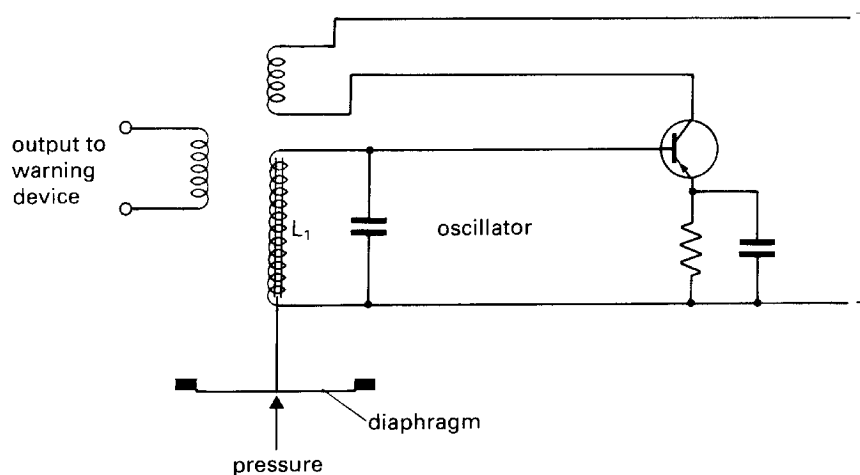 output to
warning
device
L₁
oscillator
diaphragm
pressure